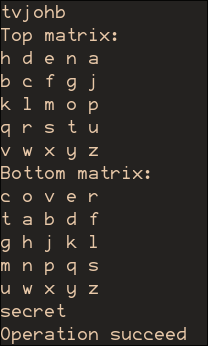 tvjohb
Top matrix:
h d e n a
b c f g j
k l m o p
q r s t u
v w x y z
Bottom matrix:
c o v e r
t a b d f
g h j k l
m n p q s
u w x y z
secret
Operation succeed